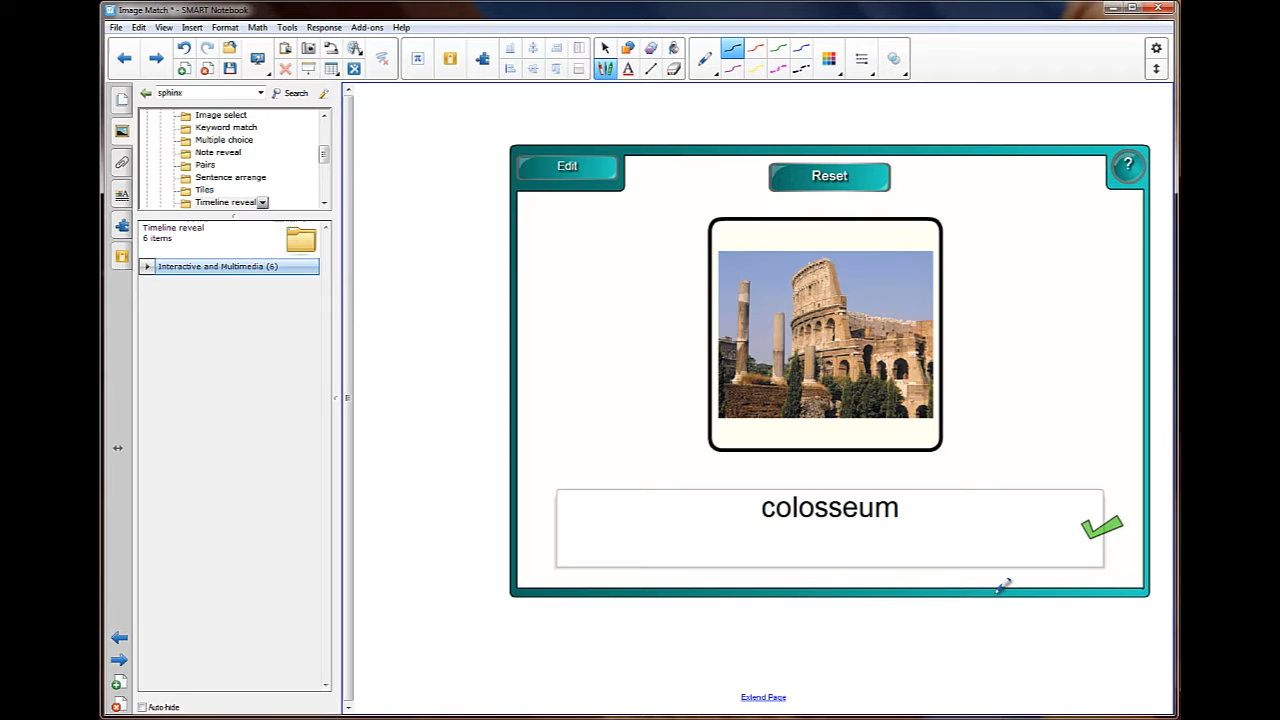 Image Match * - SMART Notebook
File Edit View Insert Format Math Tools Response Add-ons Help
sphinx
Search
Image select
Keyword match
Multiple choice
Note reveal
Pairs
Sentence arrange
Tiles
Timeline reveal
Timeline reveal
6 items
Interactive and Multimedia (6)
Edit
Reset
?
colosseum
Extend Page
Auto-hide